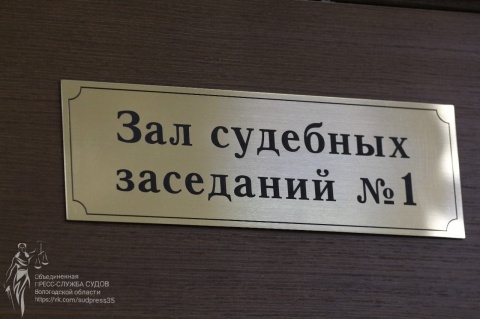 Зал судебных
заседаний №1
Объединенная
ПРЕСС-СЛУЖБА СУДОВ
Вологодской области
https://vk.com/sudpress35